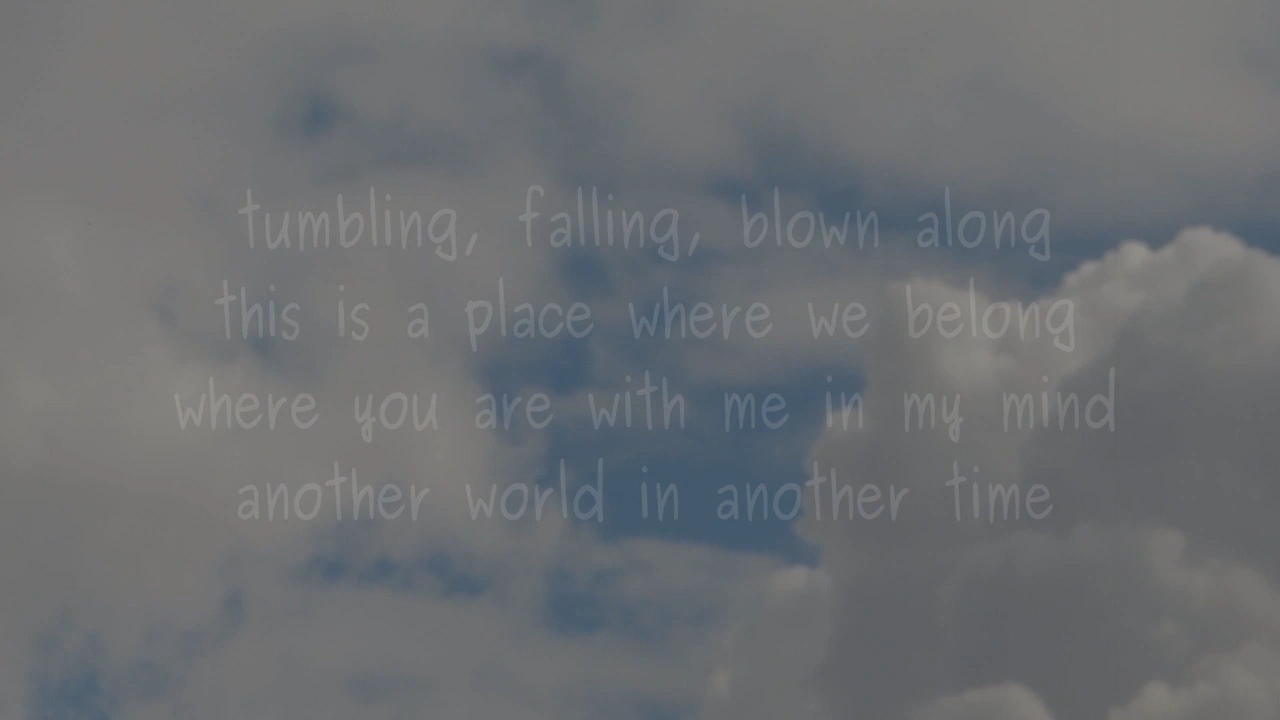 tumbling, falling, blown along
this is a place where we belong
where you are with me in my mind
another world in another time